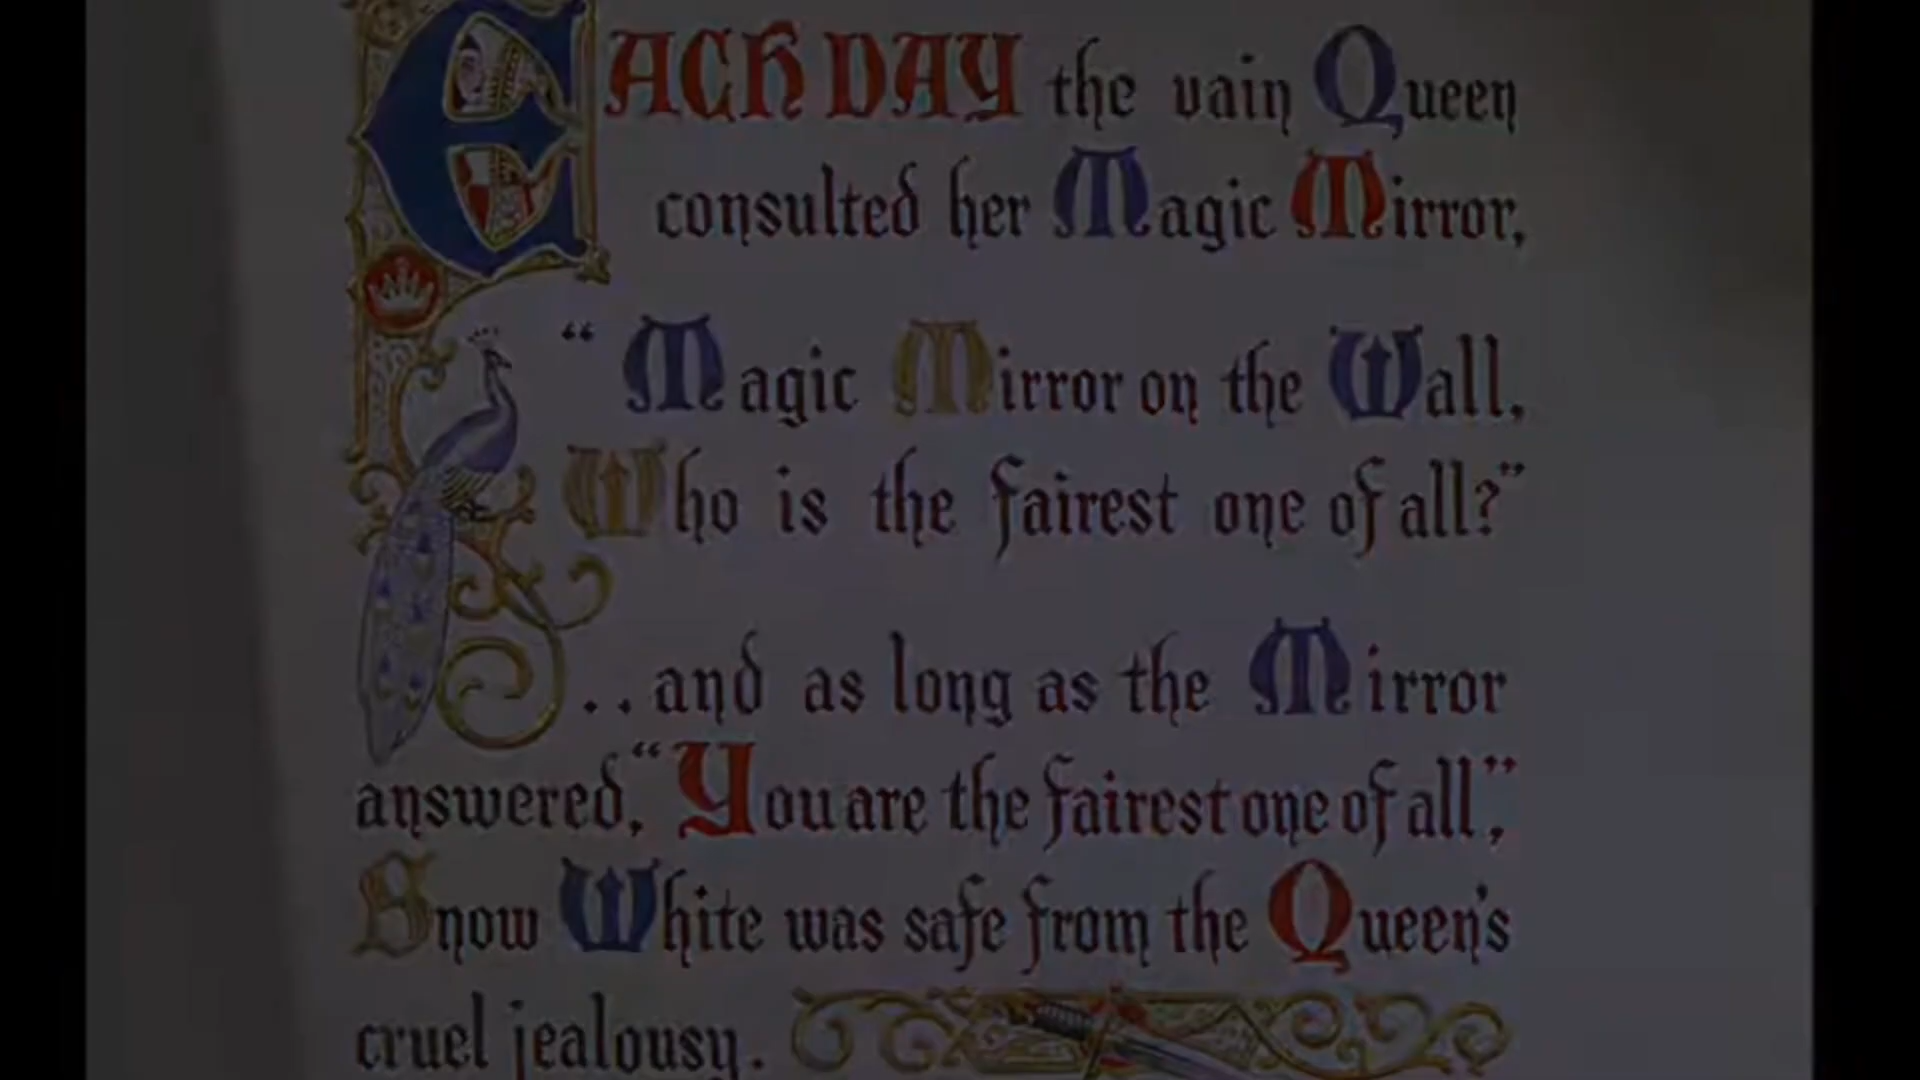 EACH DAY the vain Queen
consulted her Magic Mirror,
“Magic Mirror on the Wall,
Who is the fairest one of all?”
..and as long as the Mirror
answered, “You are the fairest one of all,”
Snow White was safe from the Queen's
cruel jealousy.